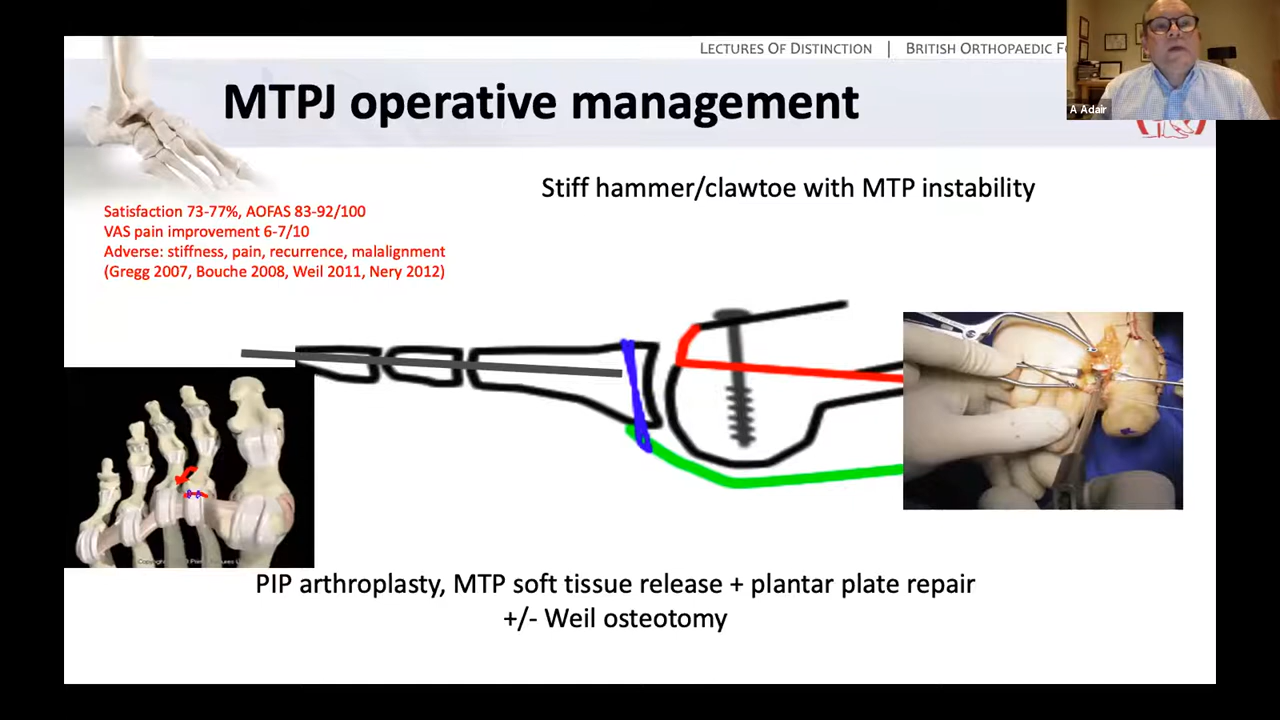 LECTURES OF DISTINCTION | BRITISH ORTHOPAEDIC
A Adair
MTPJ operative management
Stiff hammer/clawtoe with MTP instability
Satisfaction 73-77%, AOFAS 83-92/100
VAS pain improvement 6-7/10
Adverse: stiffness, pain, recurrence, malalignment
(Gregg 2007, Bouche 2008, Weil 2011, Nery 2012)
PIP arthroplasty, MTP soft tissue release + plantar plate repair
+/- Weil osteotomy